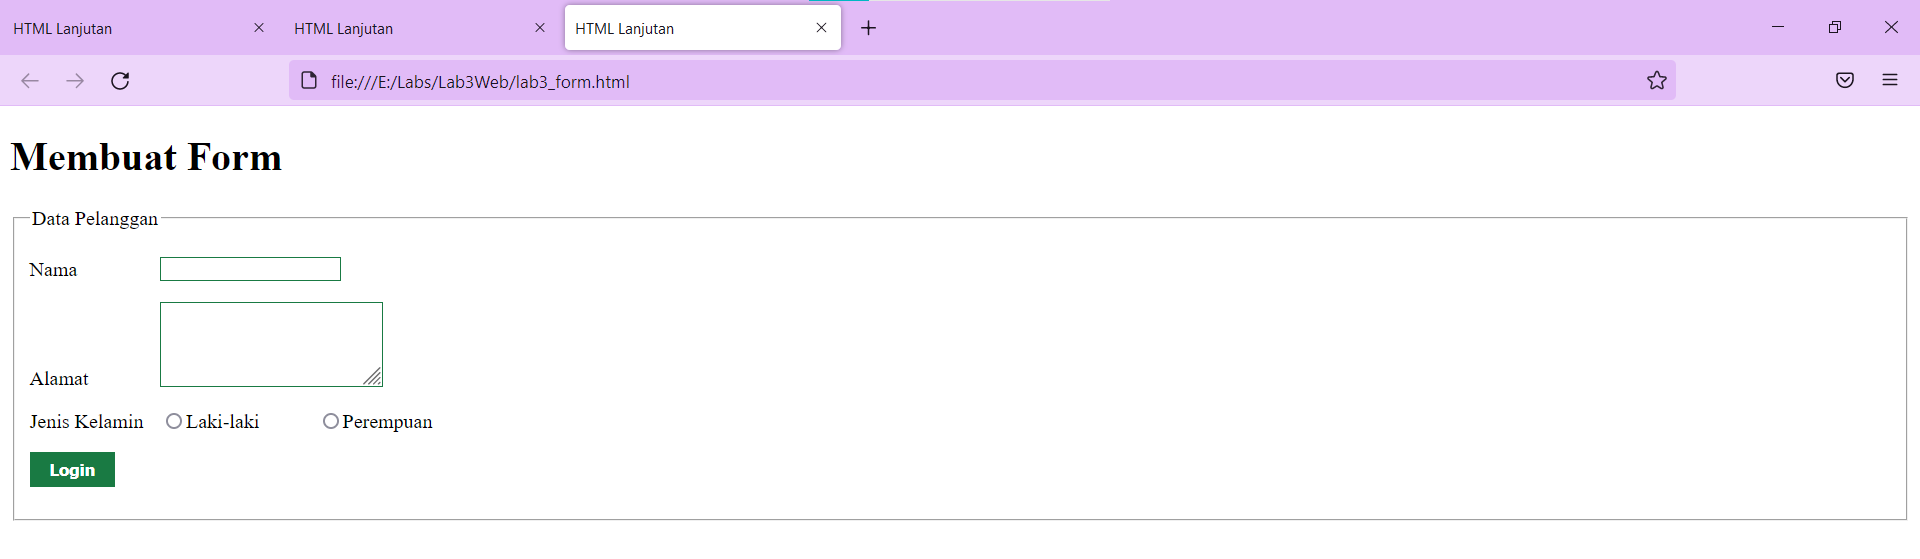 HTML Lanjutan
HTML Lanjutan
HTML Lanjutan
file:///E:/Labs/Lab3Web/lab3_form.html
Membuat Form
Data Pelanggan
Nama
Alamat
Jenis Kelamin Laki-laki Perempuan
Login